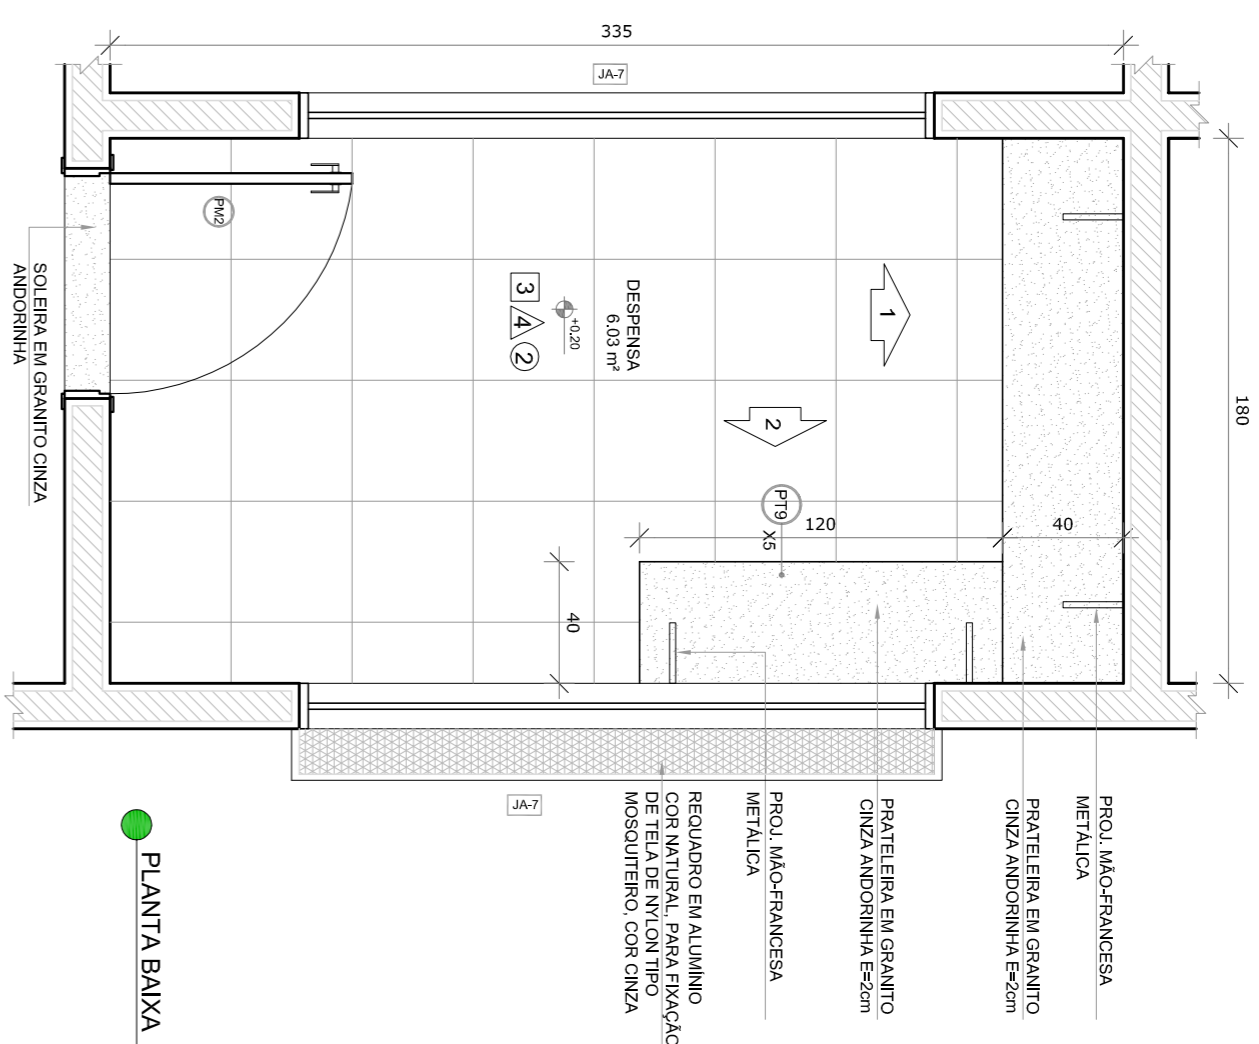 335
JA-7
180
PM2
SOLEIRA EM GRANITO CINZA
ANDORINHA
DESPENSA
6.03 m²
+0,20
3
4
2
1
2
PT9
X5
120
40
40
PROJ. MÃO-FRANCESA
METÁLICA
PRATELEIRA EM GRANITO
CINZA ANDORINHA E=2cm
PRATELEIRA EM GRANITO
CINZA ANDORINHA E=2cm
PROJ. MÃO-FRANCESA
METÁLICA
REQUADRO EM ALUMÍNIO
COR NATURAL, PARA FIXAÇÃO
DE TELA DE NYLON TIPO
MOSQUITEIRO, COR CINZA
JA-7
PLANTA BAIXA